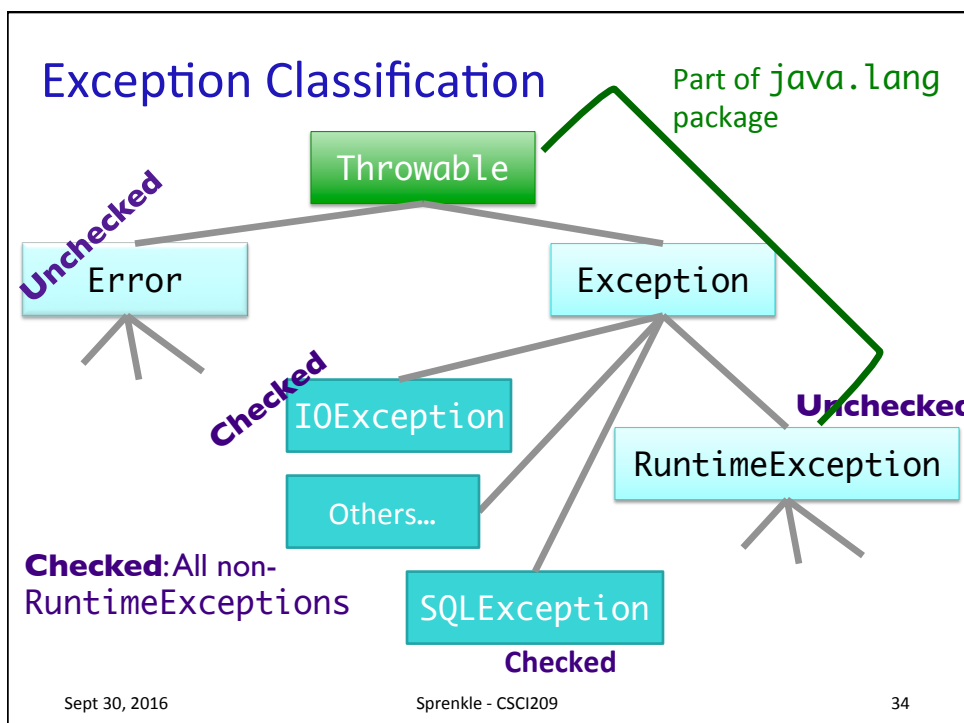 Exception Classification
Part of java.lang
package
Throwable
Unchecked
Error
Exception
Checked
IOException
Unchecked
RuntimeException
Others...
Checked: All non-
RuntimeExceptions
SQLException
Checked
Sept 30, 2016
Sprenkle - CSCI209
34